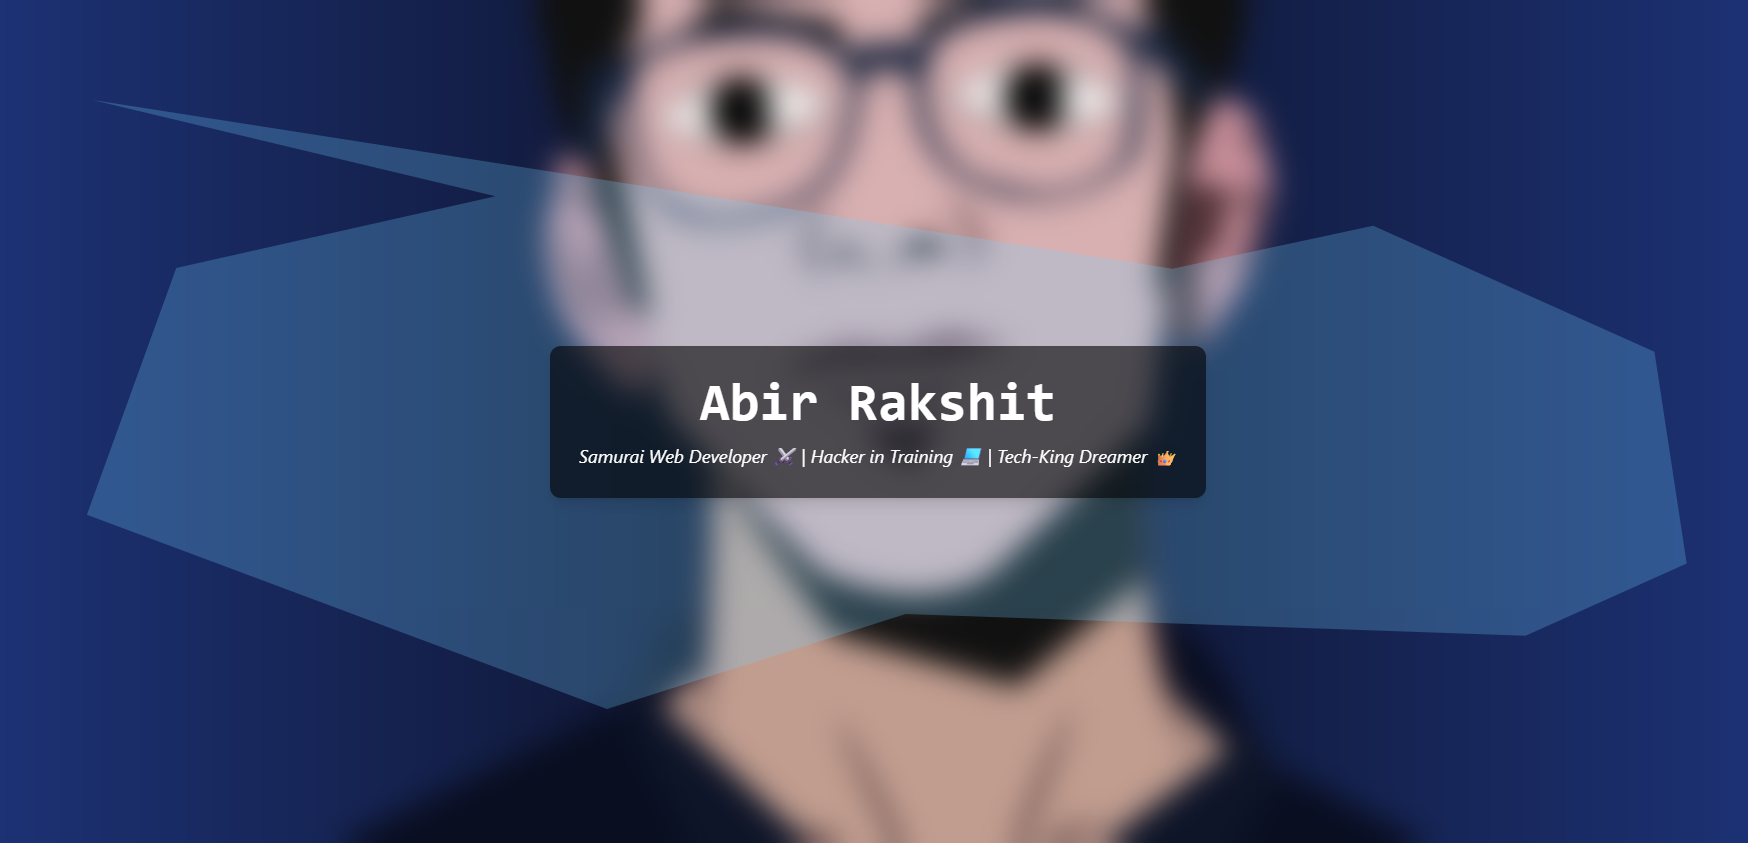 Abir Rakshit
Samurai Web Developer ⚔️ | Hacker in Training 💻 | Tech-King Dreamer 👑